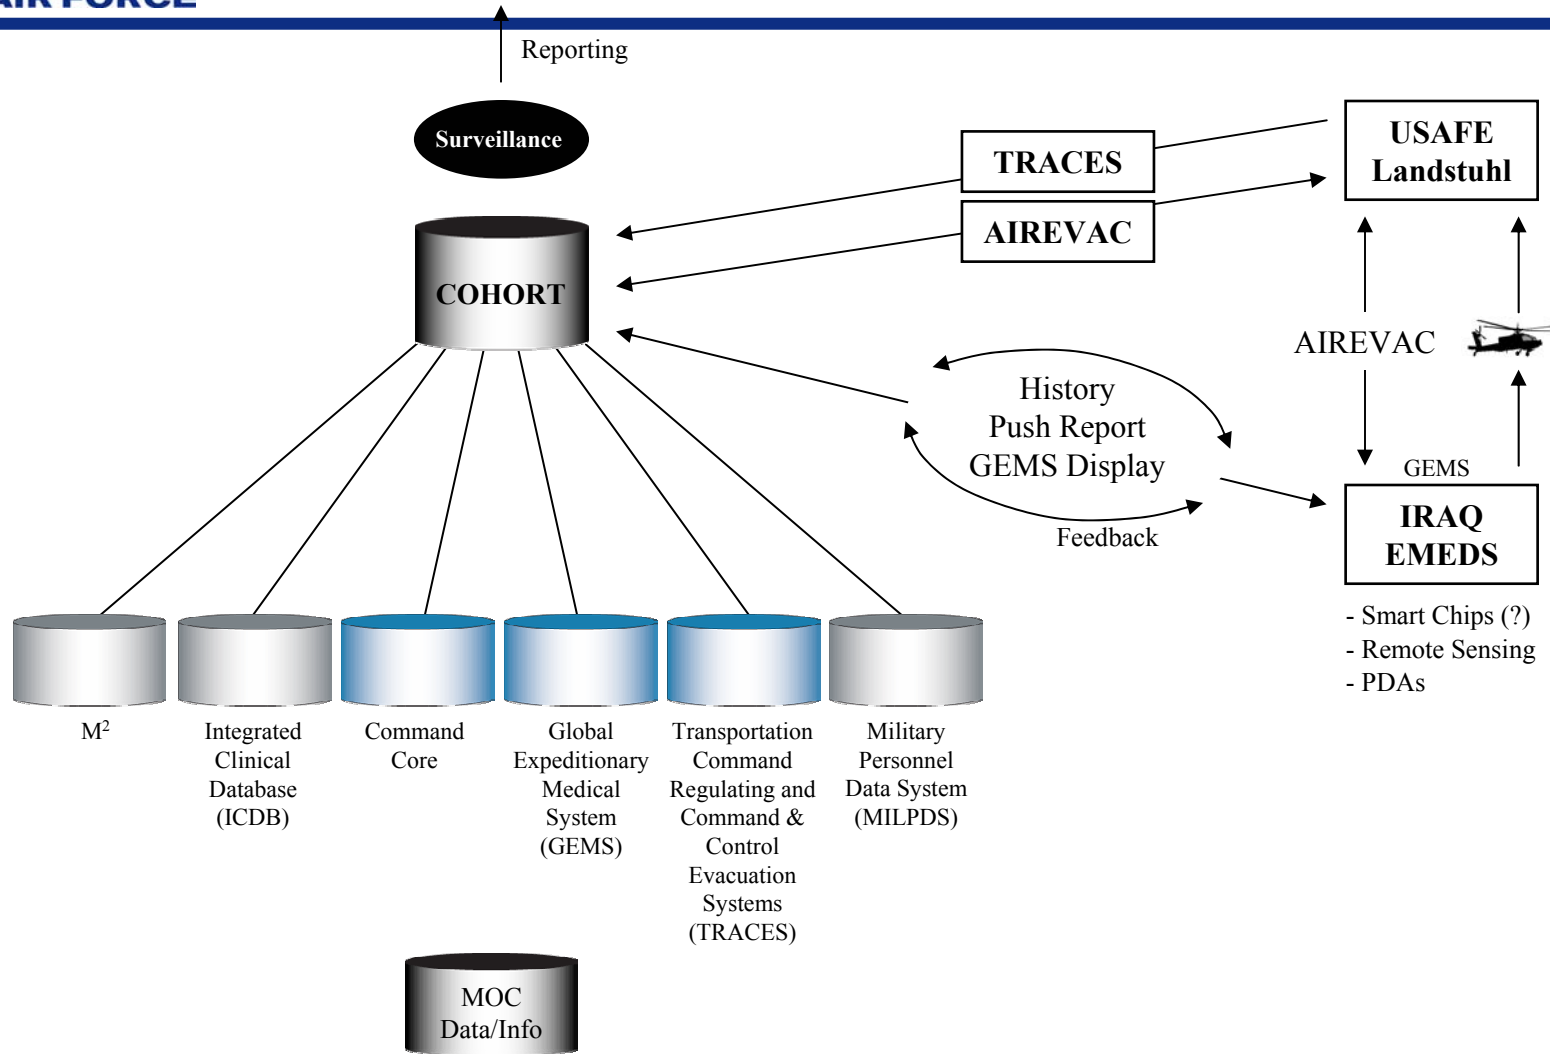 AIR FORCE
Reporting
Surveillance
COHORT
TRACES
AIREVAC
USAFE
Landstuhl
AIREVAC
History
Push Report
GEMS Display
Feedback
GEMS
IRAQ
EMEDS
- Smart Chips (?)
- Remote Sensing
- PDAs
M²
Integrated
Clinical
Database
(ICDB)
Command
Core
Global
Expeditionary
Medical
System
(GEMS)
Transportation
Command
Regulating and
Command &
Control
Evacuation
Systems
(TRACES)
Military
Personnel
Data System
(MILPDS)
MOC
Data/Info